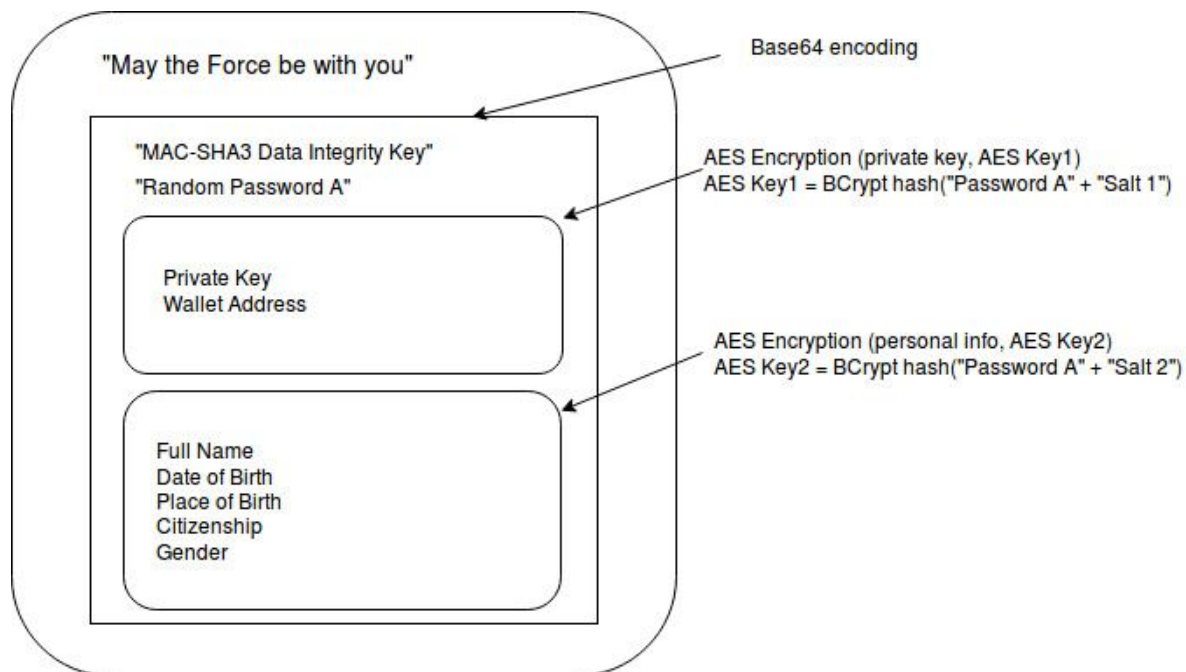 "May the Force be with you"
Base64 encoding
"MAC-SHA3 Data Integrity Key"
"Random Password A"
AES Encryption (private key, AES Key1)
AES Key1 = BCrypt hash("Password A" + "Salt 1")
Private Key
Wallet Address
AES Encryption (personal info, AES Key2)
AES Key2 = BCrypt hash("Password A" + "Salt 2")
Full Name
Date of Birth
Place of Birth
Citizenship
Gender